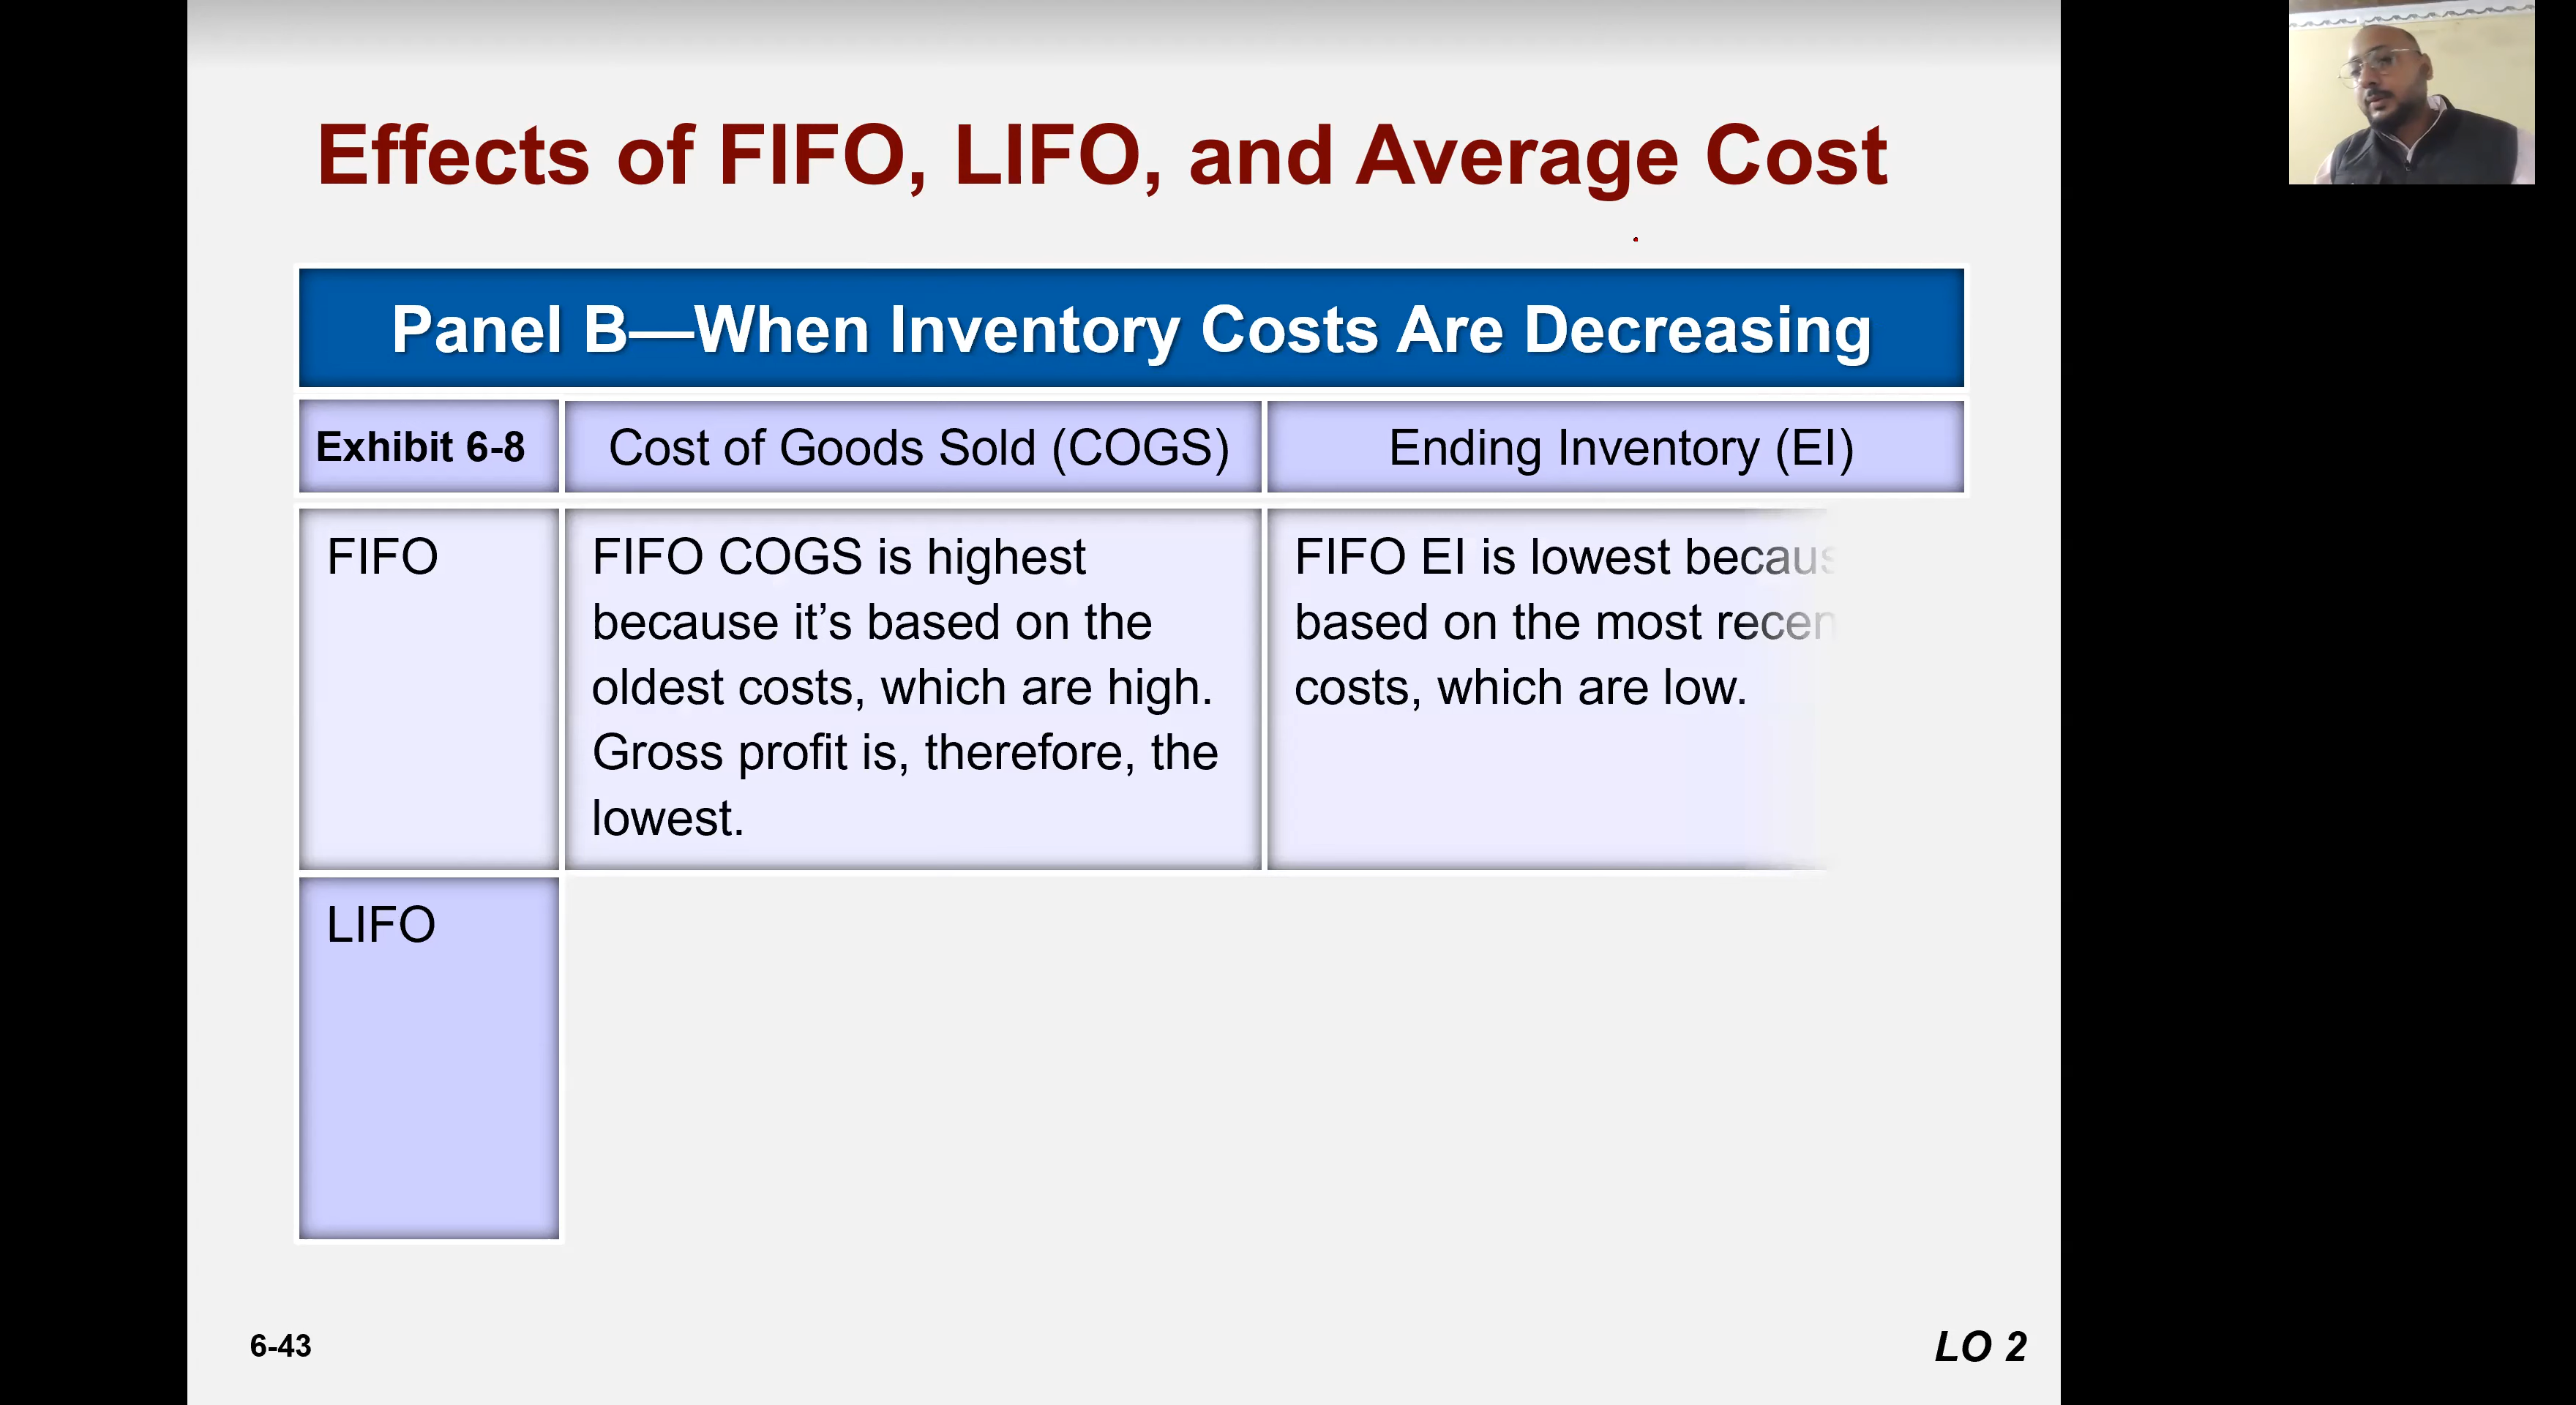 Effects of FIFO, LIFO, and Average Cost
Panel B—When Inventory Costs Are Decreasing
Exhibit 6-8
Cost of Goods Sold (COGS)
Ending Inventory (EI)
FIFO
FIFO COGS is highest
because it’s based on the
oldest costs, which are high.
Gross profit is, therefore, the
lowest.
FIFO EI is lowest
based on the most
costs, which are low.
LIFO
6-43
LO 2